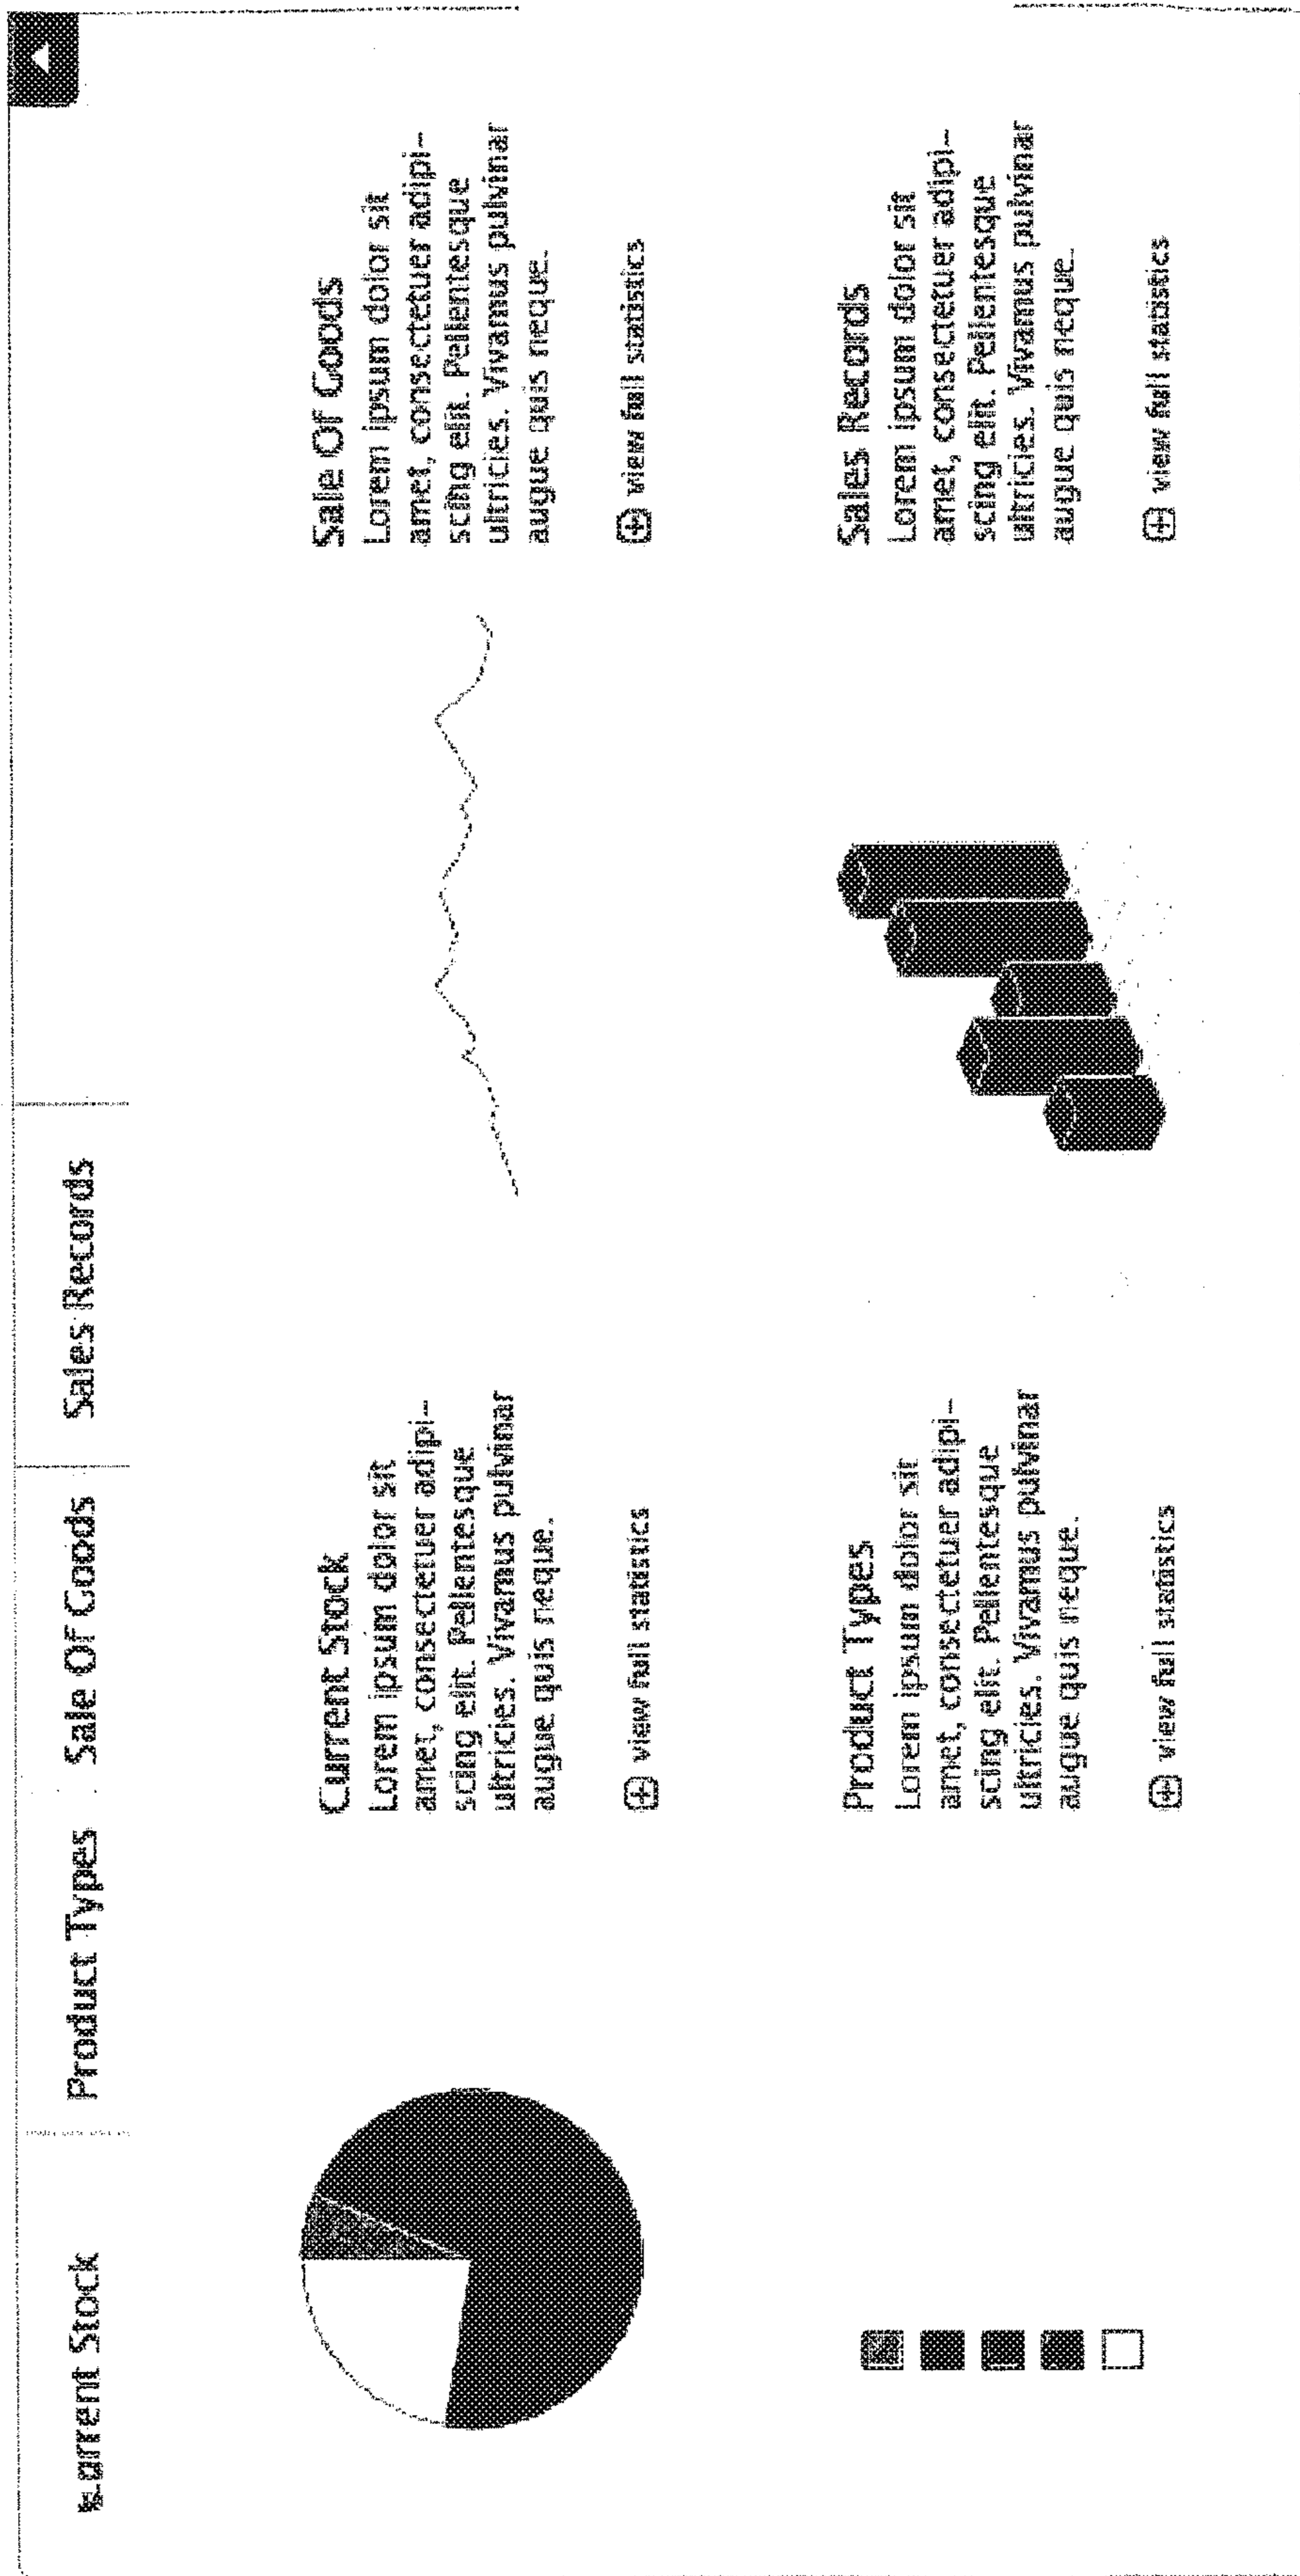 Current Stock
Product Types
Sale Of Goods
Sales Records
Current Stock
Lorem ipsum dolor sit
amet, consectetuer adipi-
scing elit. Pellentesque
ultricies. Vivamus pulvinar
augue quis neque.
view full statistics
Sale Of Goods
Lorem ipsum dolor sit
amet, consectetuer adipi-
scing elit. Pellentesque
ultricies. Vivamus pulvinar
augue quis neque.
view full statistics
Product Types
Lorem ipsum dolor sit
amet, consectetuer adipi-
scing elit. Pellentesque
ultricies. Vivamus pulvinar
augue quis neque.
view full statistics
Sales Records
Lorem ipsum dolor sit
amet, consectetuer adipi-
scing elit. Pellentesque
ultricies. Vivamus pulvinar
augue quis neque.
view full statistics